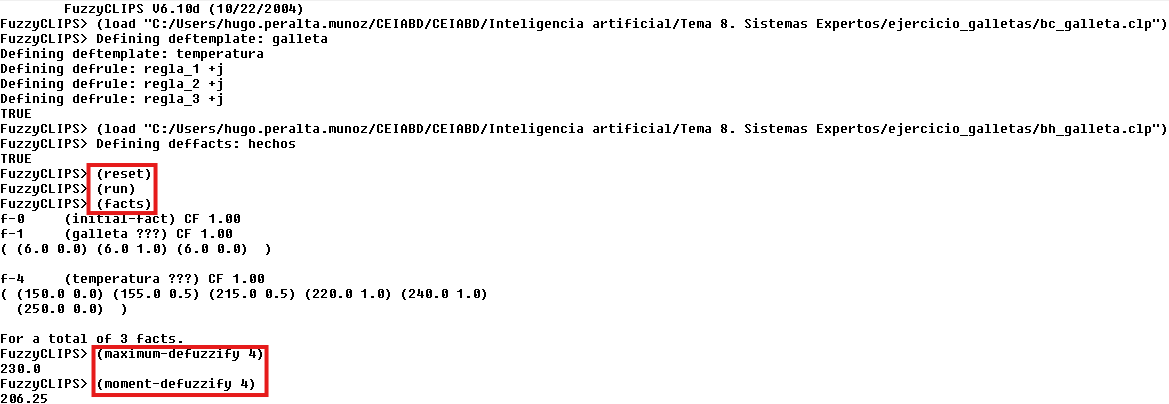 FuzzyCLIPS V6.10d (10/22/2004)
FuzzyCLIPS> (load "C:/Users/hugo.peralta.munoz/CEIABD/CEIABD/Inteligencia artificial/Tema 8. Sistemas Expertos/ejercicio_galletas/bc_galleta.clp")
FuzzyCLIPS> Defining deftemplate: galleta
Defining deftemplate: temperatura
Defining defrule: regla_1 +j
Defining defrule: regla_2 +j
Defining defrule: regla_3 +j
TRUE
FuzzyCLIPS> (load "C:/Users/hugo.peralta.munoz/CEIABD/CEIABD/Inteligencia artificial/Tema 8. Sistemas Expertos/ejercicio_galletas/bh_galleta.clp")
FuzzyCLIPS> Defining deffacts: hechos
TRUE
FuzzyCLIPS> (reset)
FuzzyCLIPS> (run)
FuzzyCLIPS> (facts)
f-0     (initial-fact) CF 1.00
f-1     (galleta ???) CF 1.00
( (6.0 0.0) (6.0 1.0) (6.0 0.0)  )
f-4     (temperatura ???) CF 1.00
( (150.0 0.0) (155.0 0.5) (215.0 0.5) (220.0 1.0) (240.0 1.0)
(250.0 0.0)  )
For a total of 3 facts.
FuzzyCLIPS> (maximum-defuzzify 4)
230.0
FuzzyCLIPS> (moment-defuzzify 4)
206.25